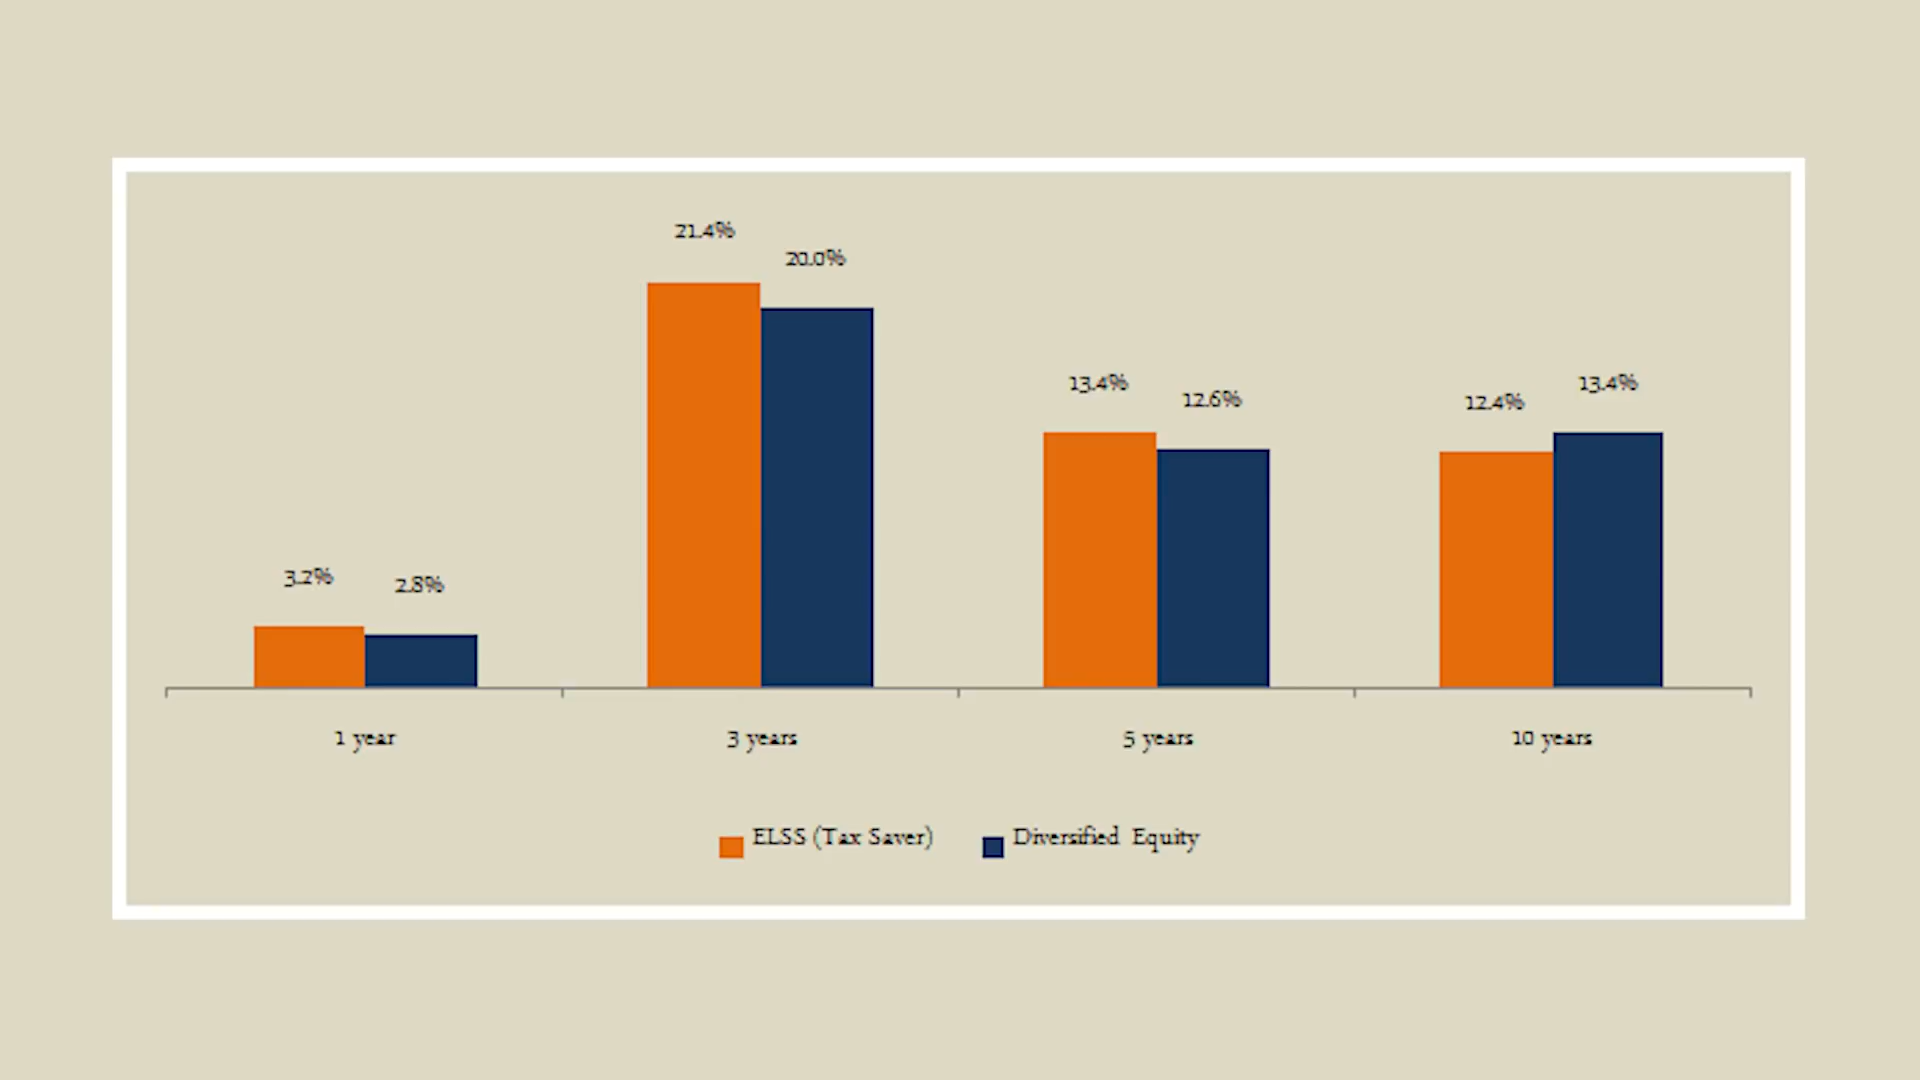 21.4%
20.0%
13.4%
13.4%
12.6%
12.4%
3.2%
2.8%
1 year
3 years
5 years
10 years
ELSS (Tax Saver)
Diversified Equity